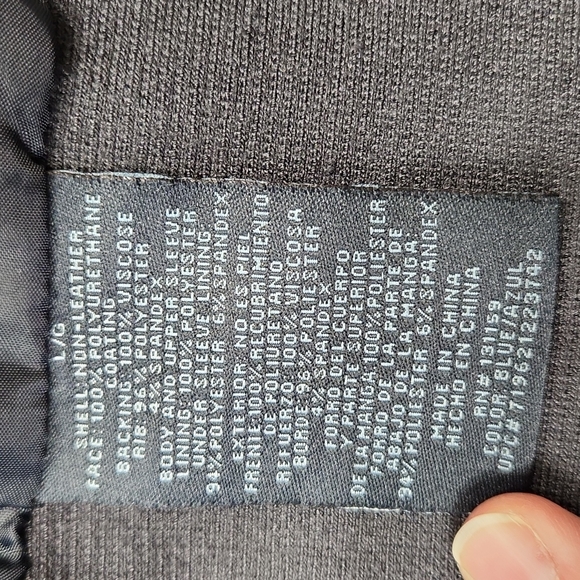 L/G
SHELL: NON-LEATHER
FACE: 100% POLYURETHANE
COATING
BACKING: 100% VISCOSE
RIB: 96% POLYESTER
4% SPANDEX
BODY AND UPPER SLEEVE
LINING: 100% POLYESTER
UNDER SLEEVE LINING:
94% POLYESTER 6% SPANDEX
EXTERIOR: NO ES PIEL
FRENTE: 100% RECUBRIMIENTO
DE POLIURETANO
REFUERZO: 100% VISCOSA
BORDE: 96% POLIESTER
4% SPANDEX
FORRO DEL CUERPO
Y PARTE SUPERIOR
DE LA MANGA: 100% POLIESTER
FORRO DE LA PARTE DE
ABAJO DE LA MANGA:
94% POLIESTER 6% SPANDEX
MADE IN CHINA
HECHO EN CHINA
RN# 131159
COLOR: BLUE/AZUL
UPC# 719621223742